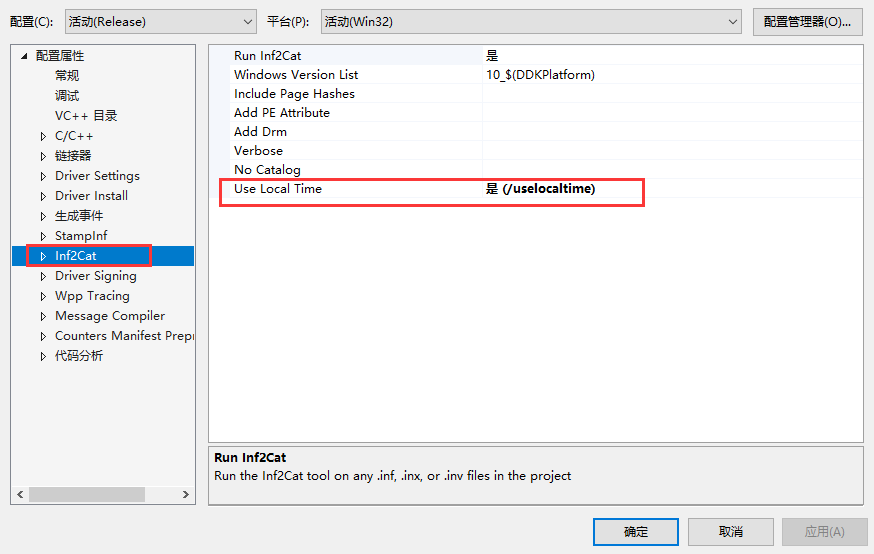 配置(C): 活动(Release) 平台(P): 活动(Win32) 配置管理器(O)...
配置属性
常规
调试
VC++ 目录
C/C++
链接器
Driver Settings
Driver Install
生成事件
StampInf
Inf2Cat
Driver Signing
Wpp Tracing
Message Compiler
Counters Manifest Prepr
代码分析
Run Inf2Cat 是
Windows Version List 10_$(DDKPlatform)
Include Page Hashes
Add PE Attribute
Add Drm
Verbose
No Catalog
Use Local Time 是 (/uselocaltime)
Run Inf2Cat
Run the Inf2Cat tool on any .inf, .inx, or .inv files in the project
确定 取消 应用(A)